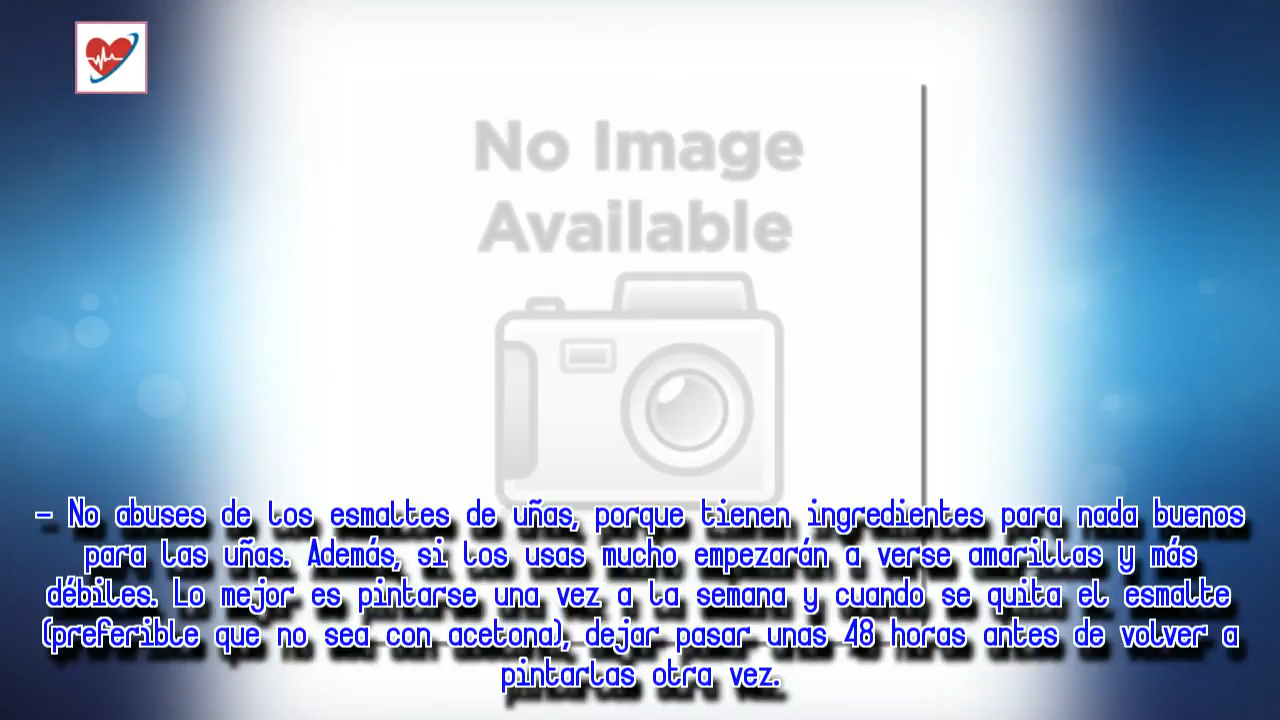 No Image
Available
- No abuses de los esmaltes de uñas, porque tienen ingredientes para nada buenos
para las uñas. Además, si los usas mucho empezarán a verse amarillas y más
débiles. Lo mejor es pintarse una vez a la semana y cuando se quita el esmalte
(preferible que no sea con acetona), dejar pasar unas 48 horas antes de volver a
pintarlas otra vez.